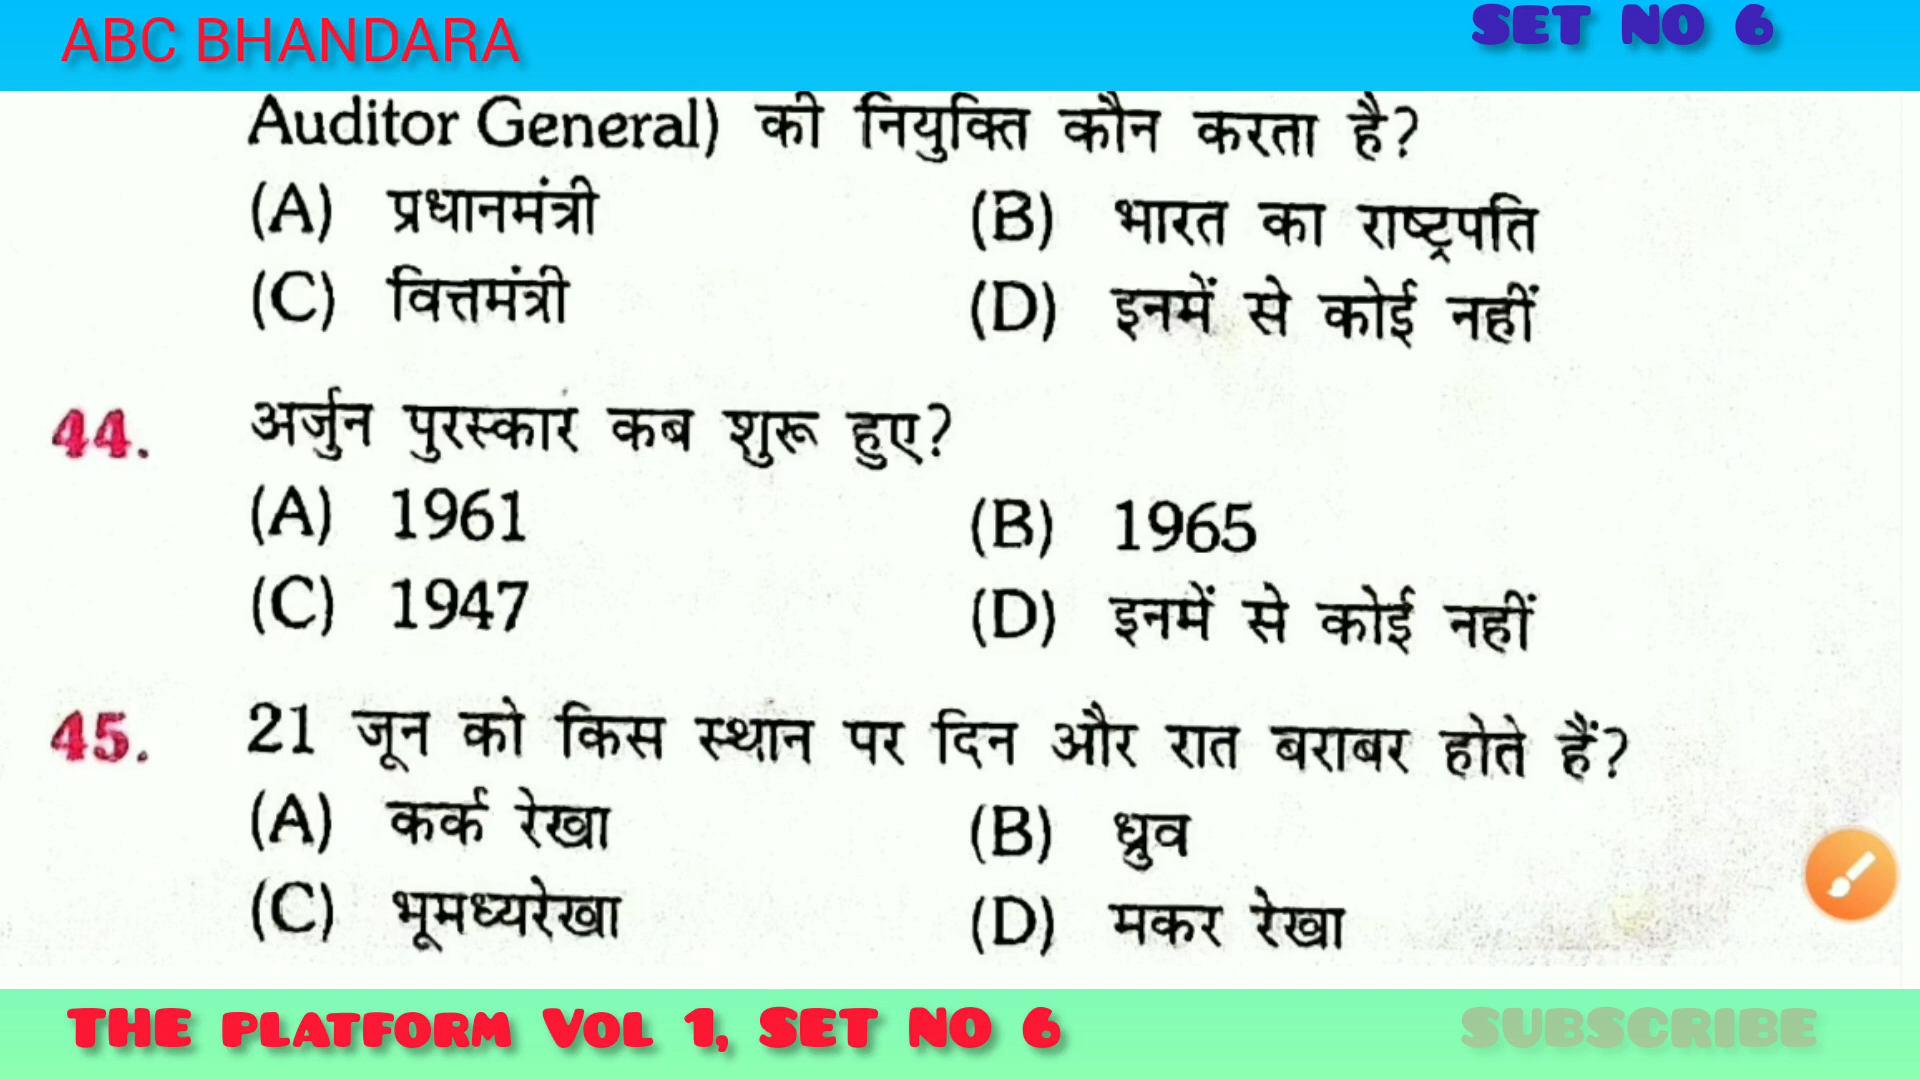 ABC BHANDARA
SET NO 6
Auditor General) की नियुक्ति कौन करता है?
(A) प्रधानमंत्री (B) भारत का राष्ट्रपति
(C) वित्तमंत्री (D) इनमें से कोई नहीं
44. अर्जुन पुरस्कार कब शुरू हुए?
(A) 1961 (B) 1965
(C) 1947 (D) इनमें से कोई नहीं
45. 21 जून को किस स्थान पर दिन और रात बराबर होते हैं?
(A) कर्क रेखा (B) ध्रुव
(C) भूमध्यरेखा (D) मकर रेखा
THE PLATFORM VOL 1, SET NO 6
SUBSCRIBE